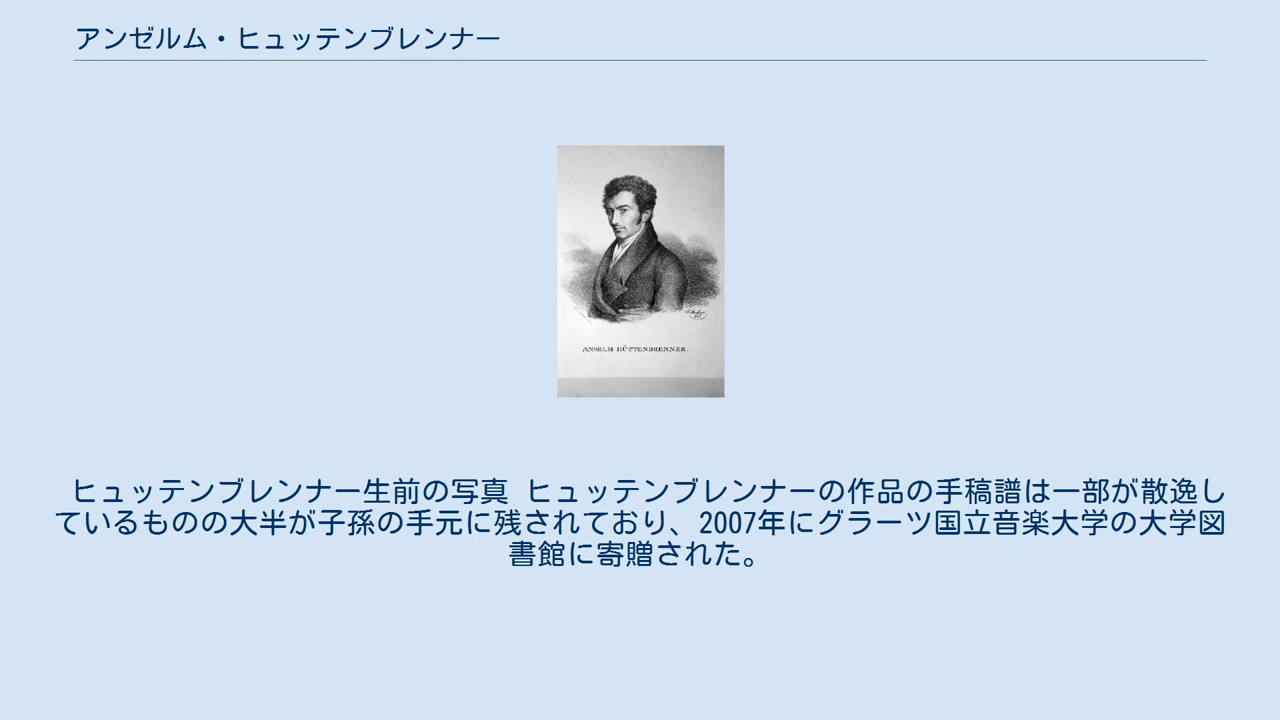 アンゼルム・ヒュッテンブレンナー
ANSELM HÜTTENBRENNER.
ヒュッテンブレンナー生前の写真 ヒュッテンブレンナーの作品の手稿譜は一部が散逸し
ているものの大半が子孫の手元に残されており、2007年にグラーツ国立音楽大学の大学図
書館に寄贈された。